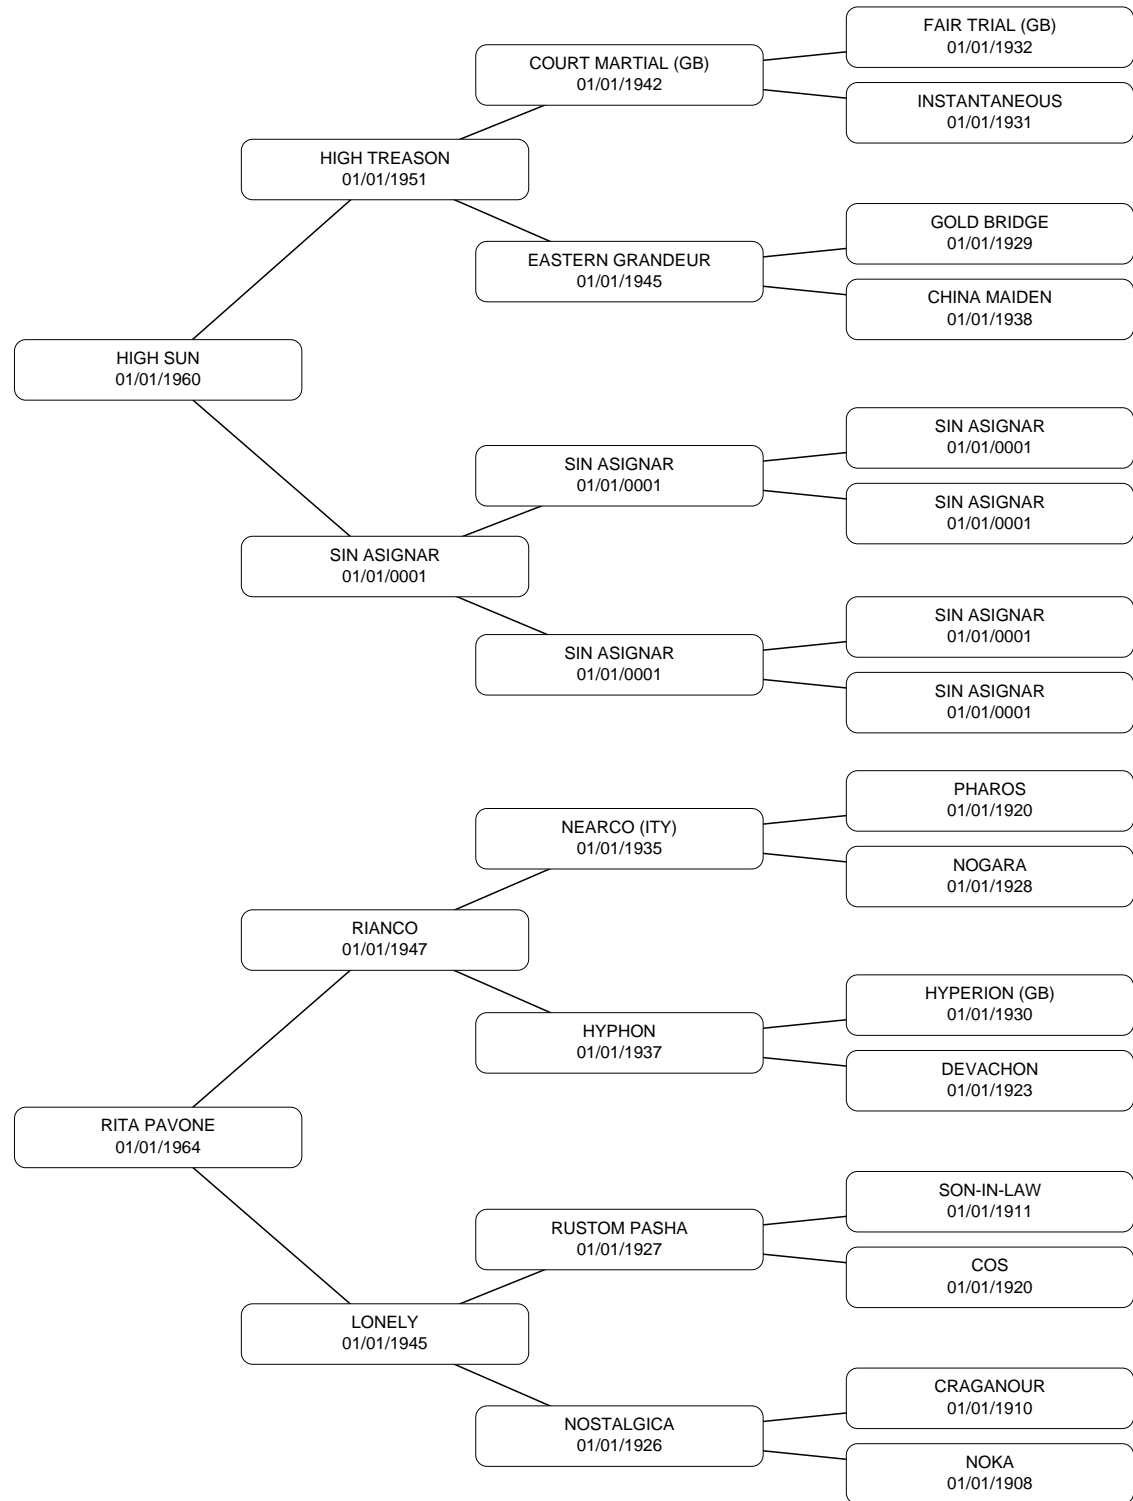 FAIR TRIAL (GB)
01/01/1932
COURT MARTIAL (GB)
01/01/1942
INSTANTANEOUS
01/01/1931
HIGH TREASON
01/01/1951
GOLD BRIDGE
01/01/1929
EASTERN GRANDEUR
01/01/1945
CHINA MAIDEN
01/01/1938
HIGH SUN
01/01/1960
SIN ASIGNAR
01/01/0001
SIN ASIGNAR
01/01/0001
SIN ASIGNAR
01/01/0001
SIN ASIGNAR
01/01/0001
SIN ASIGNAR
01/01/0001
SIN ASIGNAR
01/01/0001
SIN ASIGNAR
01/01/0001
PHAROS
01/01/1920
NEARCO (ITY)
01/01/1935
NOGARA
01/01/1928
RIANCO
01/01/1947
HYPERION (GB)
01/01/1930
HYPHON
01/01/1937
DEVACHON
01/01/1923
RITA PAVONE
01/01/1964
SON-IN-LAW
01/01/1911
RUSTOM PASHA
01/01/1927
COS
01/01/1920
LONELY
01/01/1945
CRAGANOUR
01/01/1910
NOSTALGICA
01/01/1926
NOKA
01/01/1908